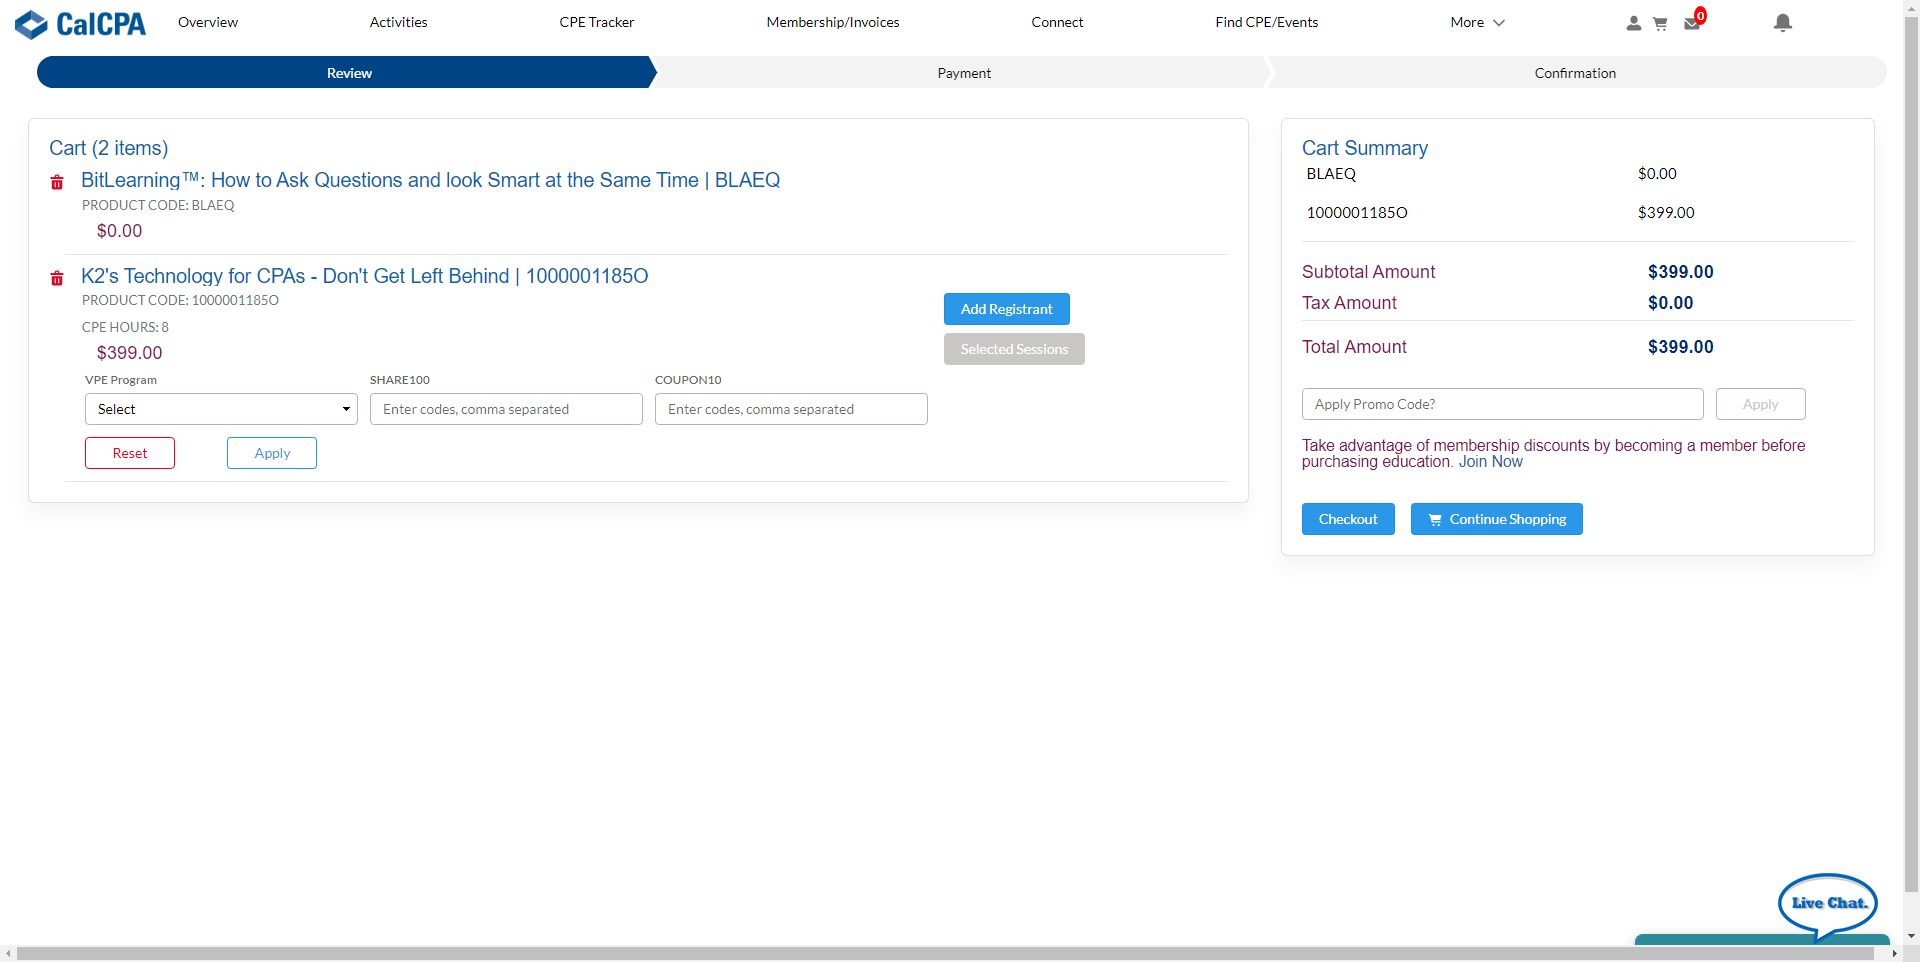 CalCPA
Overview
Activities
CPE Tracker
Membership/Invoices
Connect
Find CPE/Events
More
0
Review
Payment
Confirmation
Cart (2 items)
BitLearning™: How to Ask Questions and look Smart at the Same Time | BLAEQ
PRODUCT CODE: BLAEQ
$0.00
K2's Technology for CPAs - Don't Get Left Behind | 1000001185O
PRODUCT CODE: 1000001185O
CPE HOURS: 8
$399.00
Add Registrant
Selected Sessions
VPE Program
SHARE100
COUPON10
Select
Enter codes, comma separated
Enter codes, comma separated
Reset
Apply
Cart Summary
BLAEQ $0.00
1000001185O $399.00
Subtotal Amount $399.00
Tax Amount $0.00
Total Amount $399.00
Apply Promo Code?
Apply
Take advantage of membership discounts by becoming a member before
purchasing education. Join Now
Checkout
Continue Shopping
Live Chat.